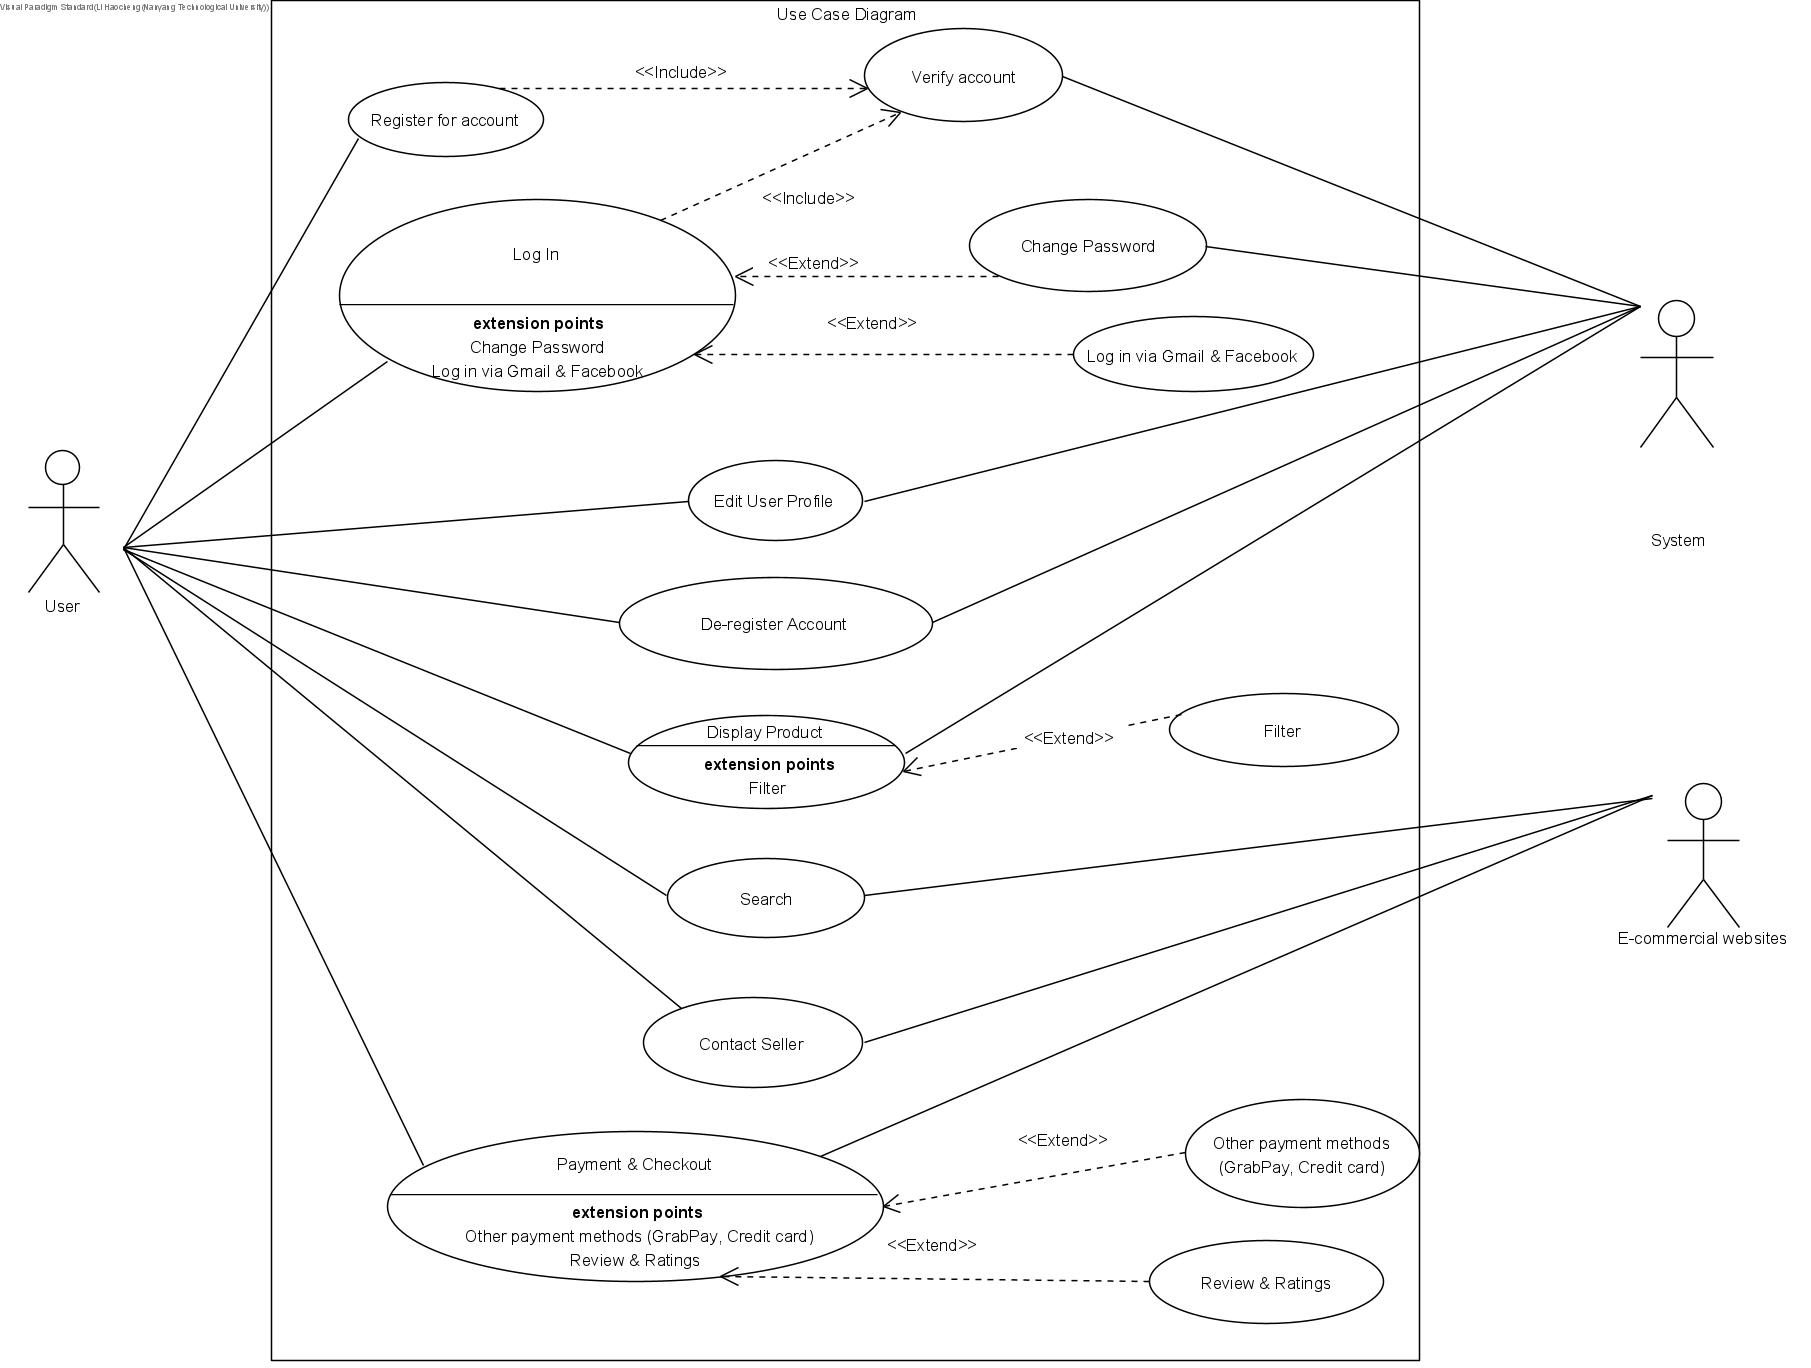 Visual Paradigm Standard(Li Haocheng(Nanyang Technological University))
Use Case Diagram
<<Include>>
Verify account
Register for account
<<Include>>
Log In
Change Password
<<Extend>>
extension points
Change Password
Log in via Gmail & Facebook
<<Extend>>
Log in via Gmail & Facebook
Edit User Profile
System
User
De-register Account
Display Product
extension points
Filter
<<Extend>>
Filter
Search
E-commercial websites
Contact Seller
<<Extend>>
Other payment methods
(GrabPay, Credit card)
Payment & Checkout
extension points
Other payment methods (GrabPay, Credit card)
Review & Ratings
<<Extend>>
Review & Ratings